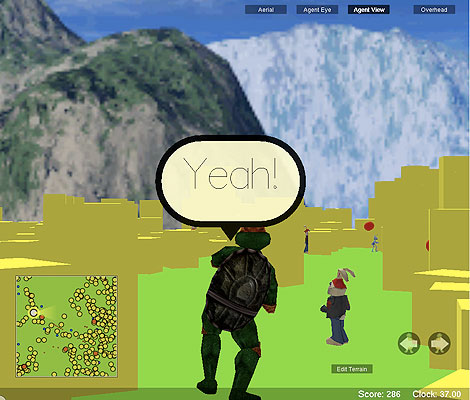 Aerial
Agent Eye
Agent View
Overhead
Yeah!
Edit Terrain
Score: 286
Clock: 37.00